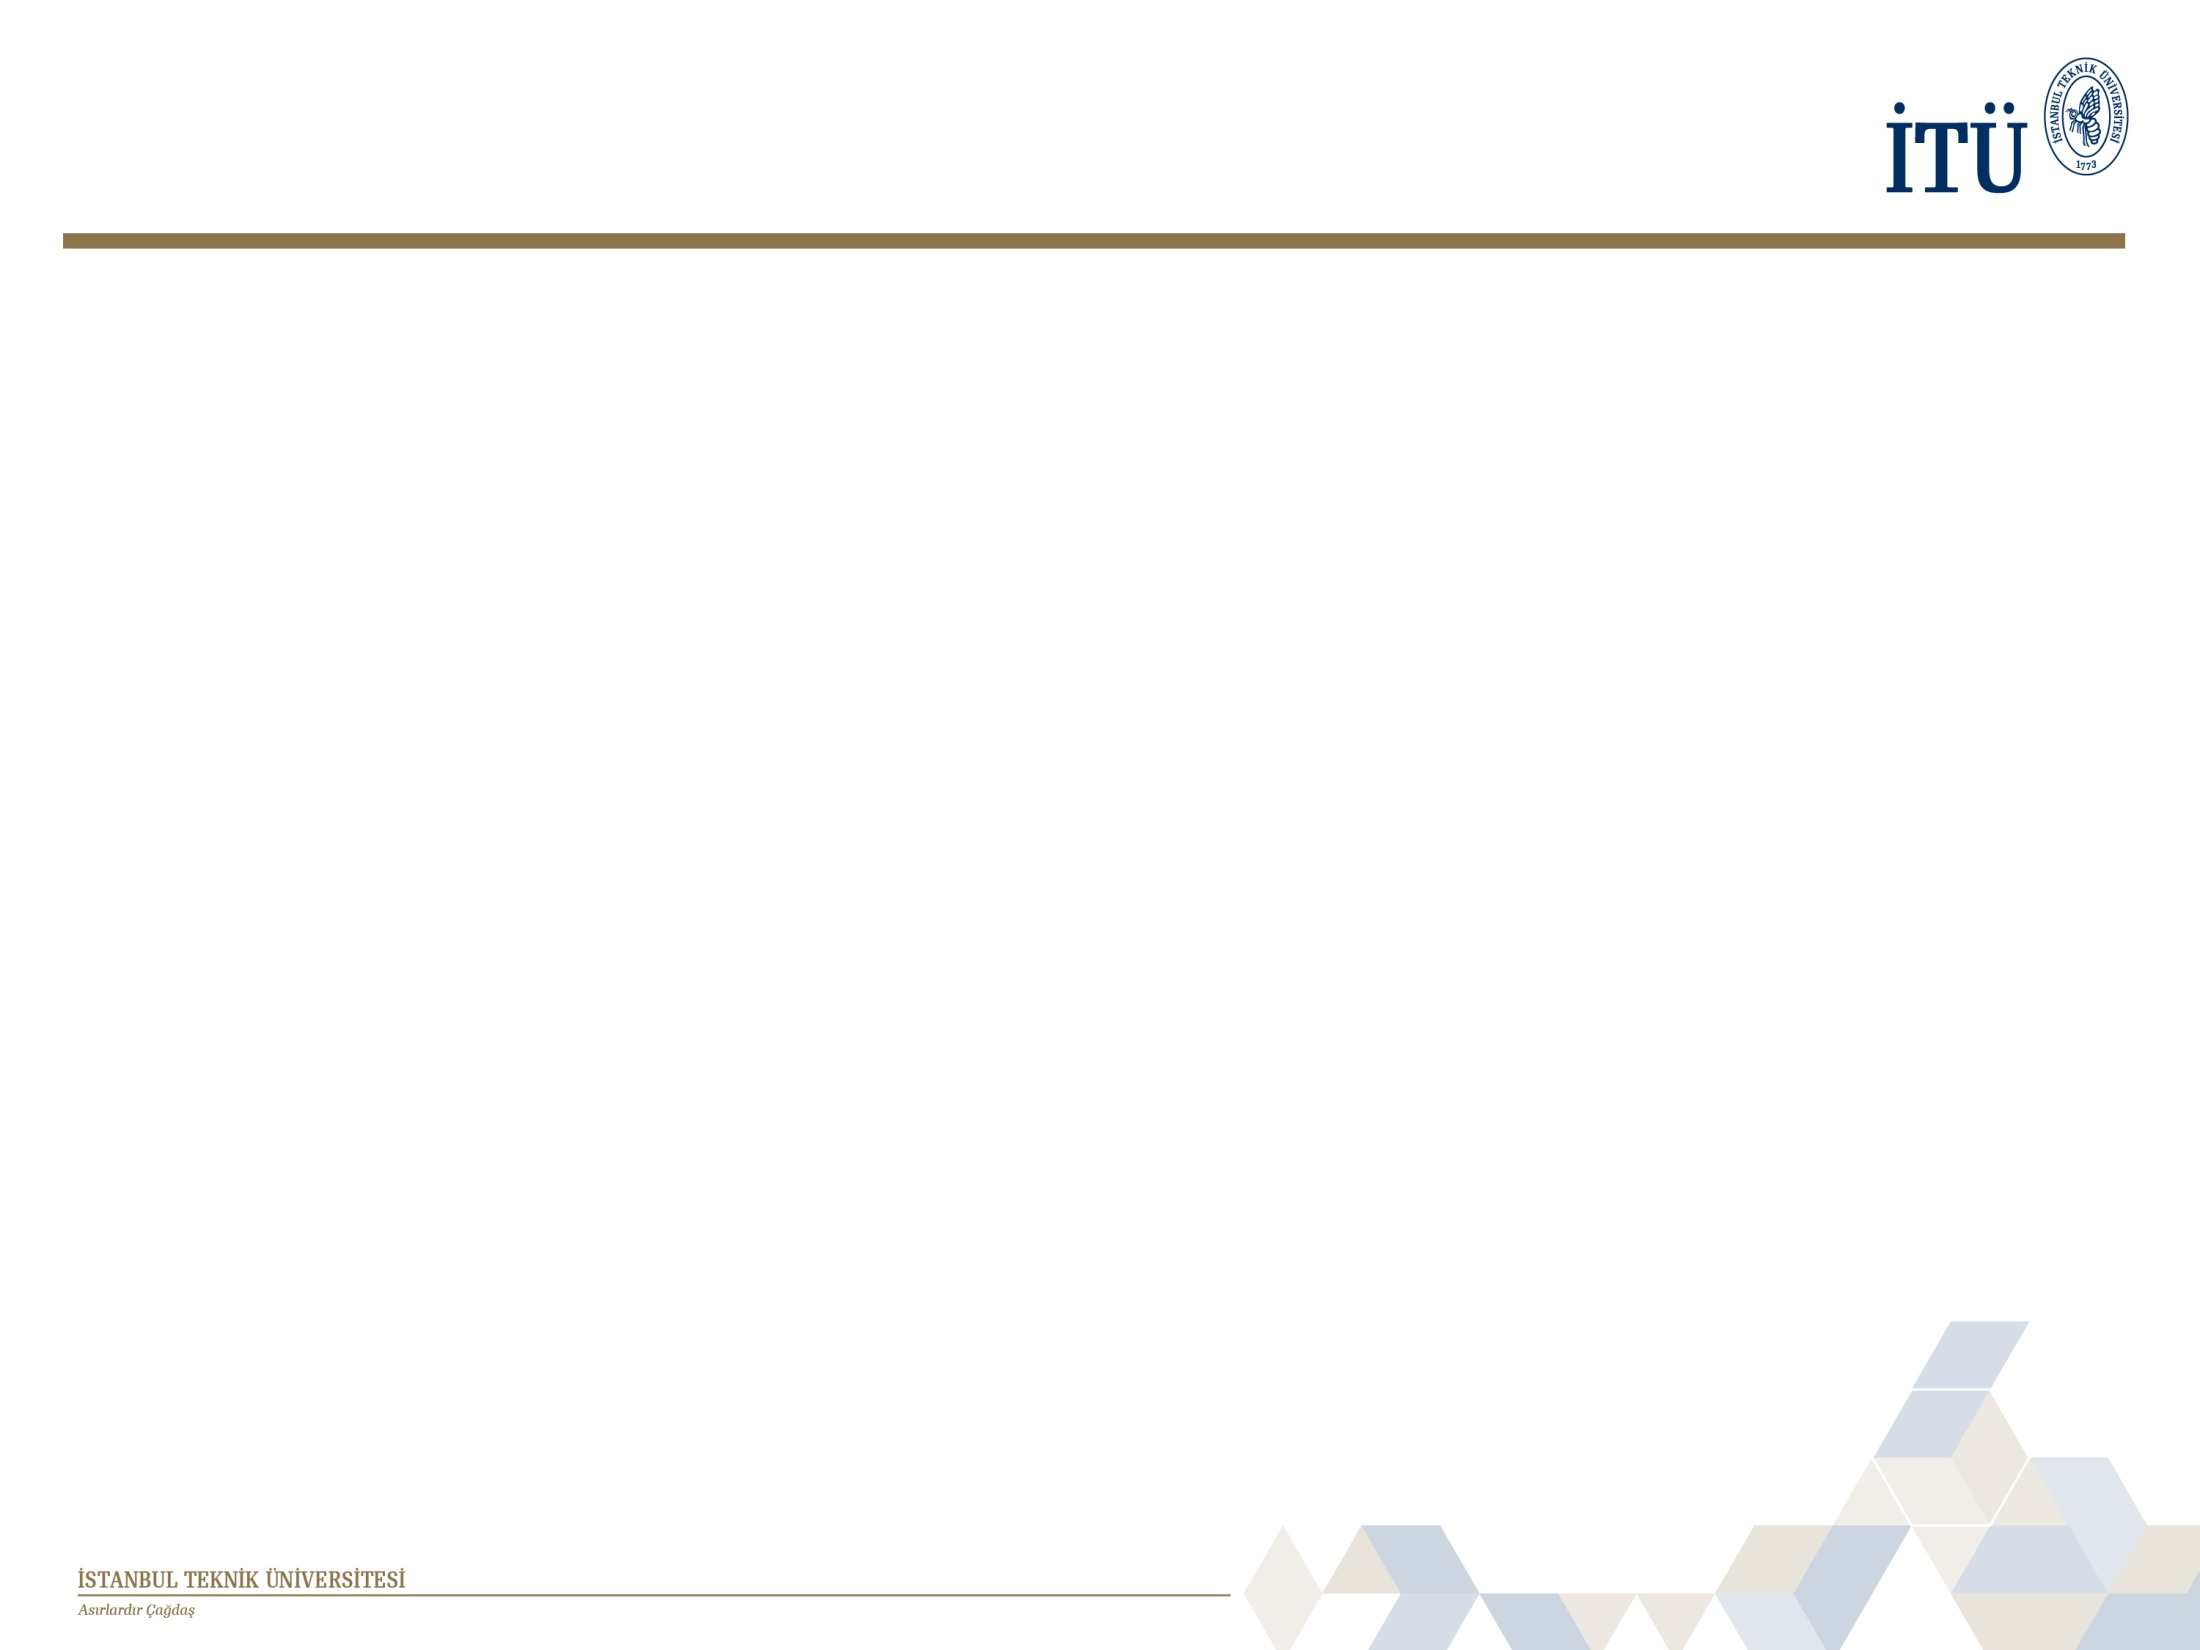 İTÜ
İSTANBUL TEKNİK ÜNİVERSİTESİ
1773
İSTANBUL TEKNİK ÜNİVERSİTESİ
Asırlardır Çağdaş